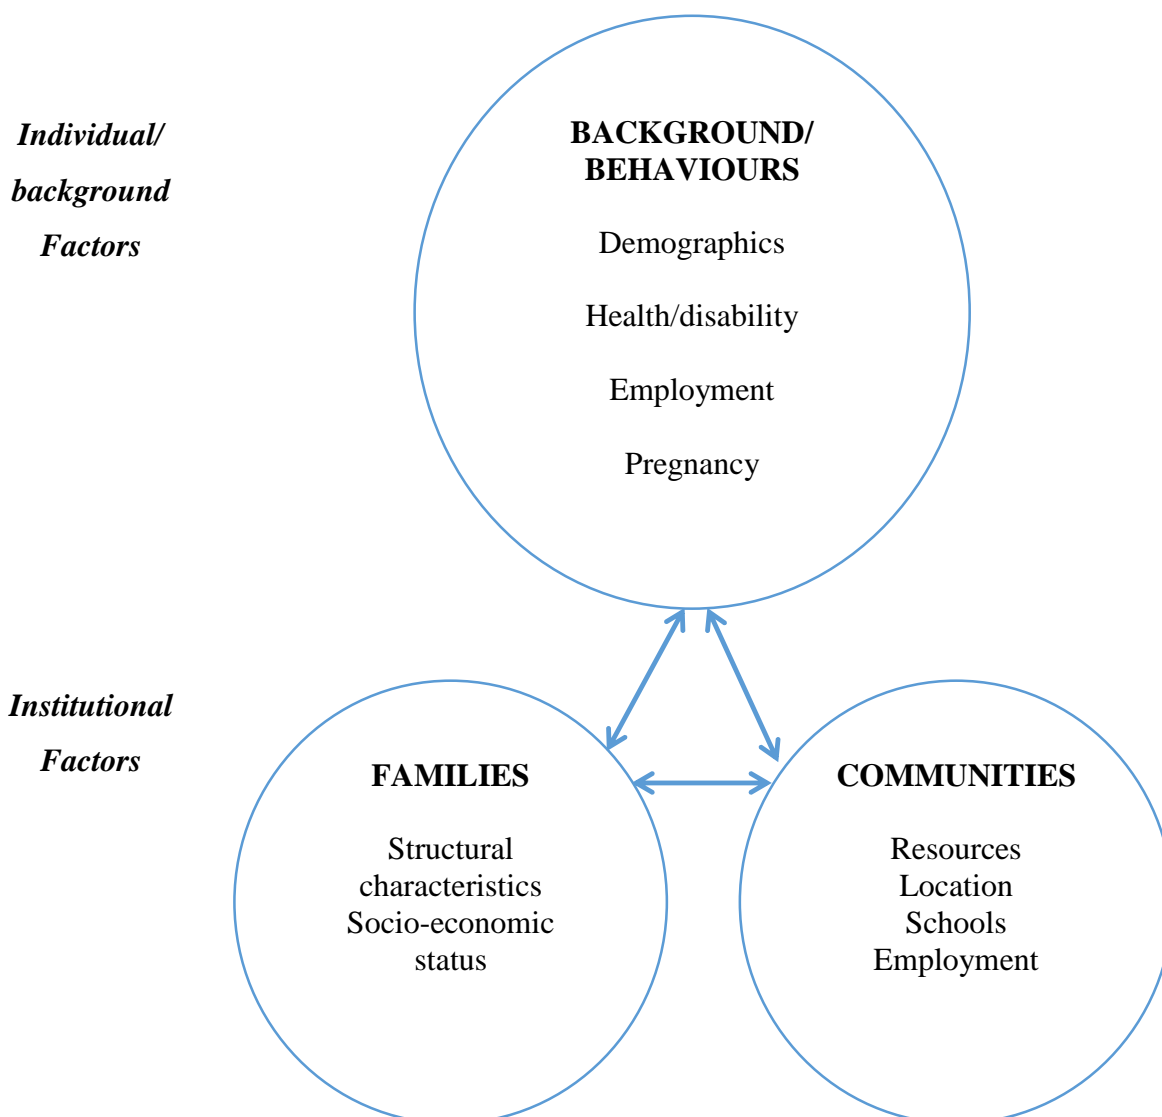 Individual/
background
Factors
BACKGROUND/
BEHAVIOURS
Demographics
Health/disability
Employment
Pregnancy
Institutional
Factors
FAMILIES
Structural
characteristics
Socio-economic
status
COMMUNITIES
Resources
Location
Schools
Employment